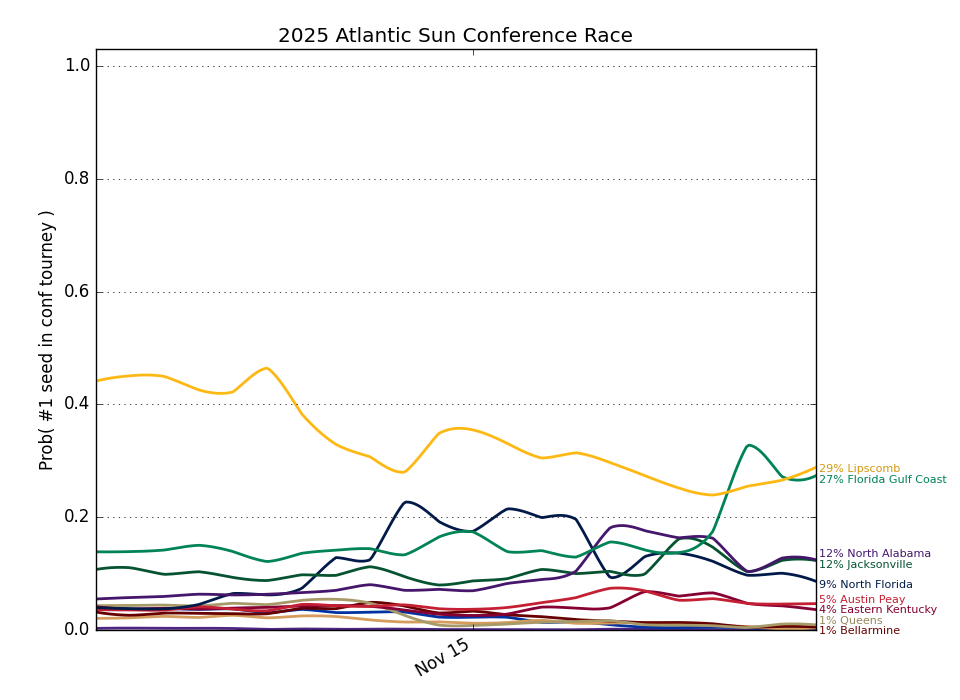 2025 Atlantic Sun Conference Race
1.0
0.8
0.6
0.4
0.2
0.0
Prob( #1 seed in conf tourney )
Nov 15
29% Lipscomb
27% Florida Gulf Coast
12% North Alabama
12% Jacksonville
9% North Florida
5% Austin Peay
4% Eastern Kentucky
1% Queens
1% Bellarmine